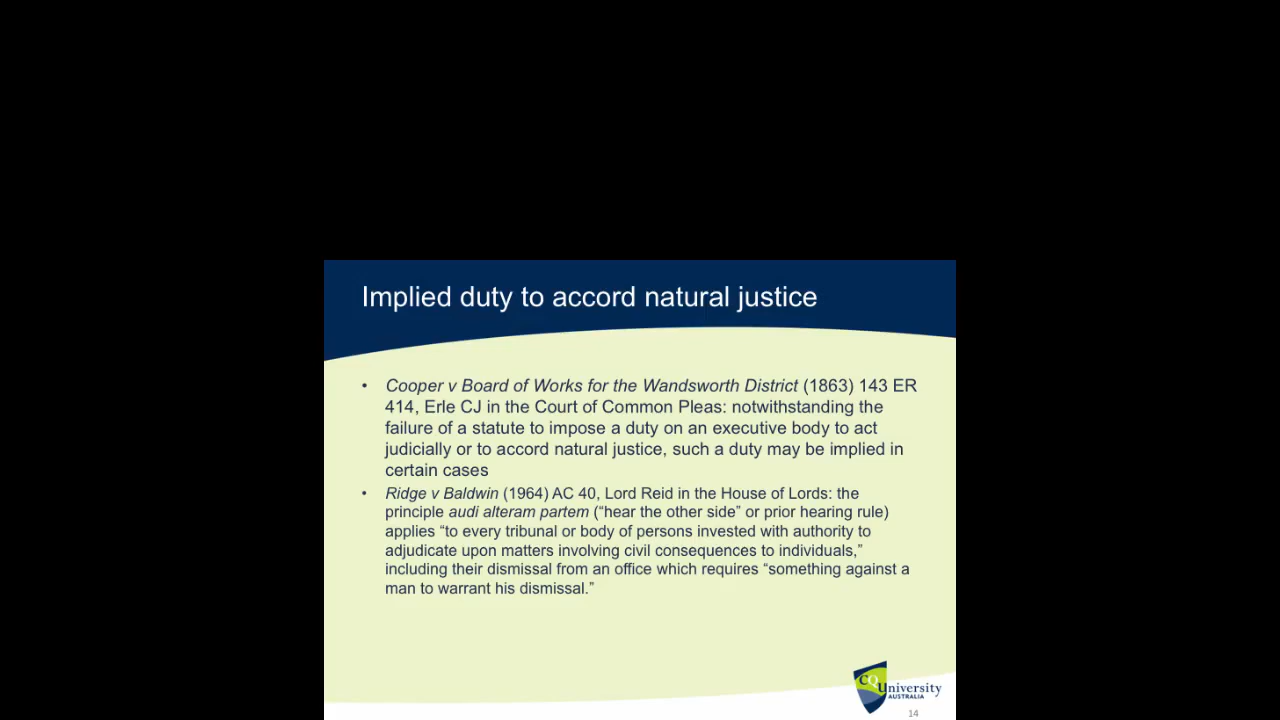 Implied duty to accord natural justice
• Cooper v Board of Works for the Wandsworth District (1863) 143 ER
414, Erle CJ in the Court of Common Pleas: notwithstanding the
failure of a statute to impose a duty on an executive body to act
judicially or to accord natural justice, such a duty may be implied in
certain cases
• Ridge v Baldwin (1964) AC 40, Lord Reid in the House of Lords: the
principle audi alteram partem (“hear the other side” or prior hearing rule)
applies “to every tribunal or body of persons invested with authority to
adjudicate upon matters involving civil consequences to individuals,”
including their dismissal from an office which requires “something against a
man to warrant his dismissal.”
CQUniversity
AUSTRALIA
14